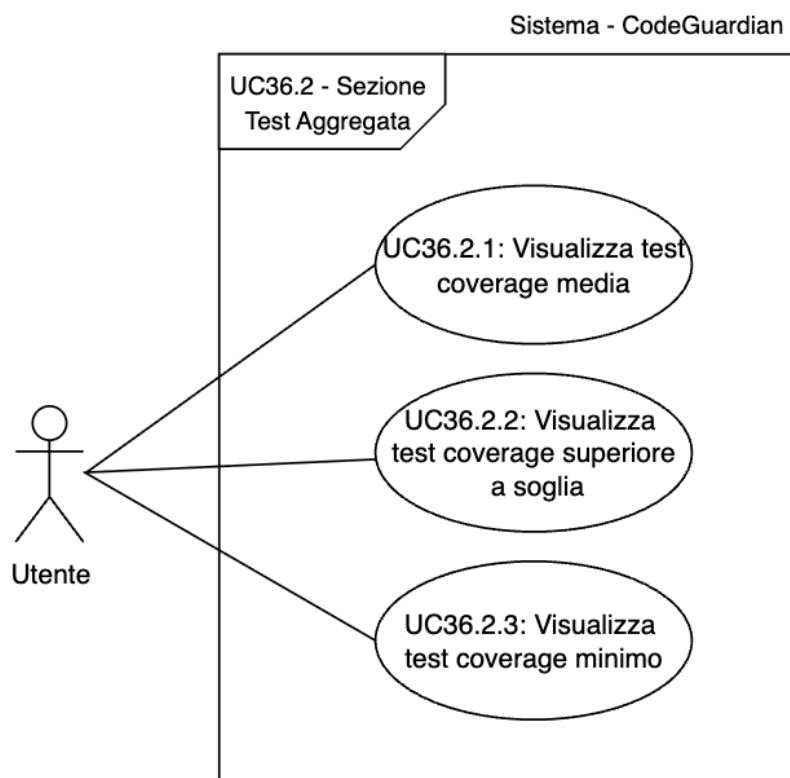 Sistema - CodeGuardian
UC36.2 - Sezione
Test Aggregata
UC36.2.1: Visualizza test
coverage media
UC36.2.2: Visualizza
test coverage superiore
a soglia
Utente
UC36.2.3: Visualizza
test coverage minimo